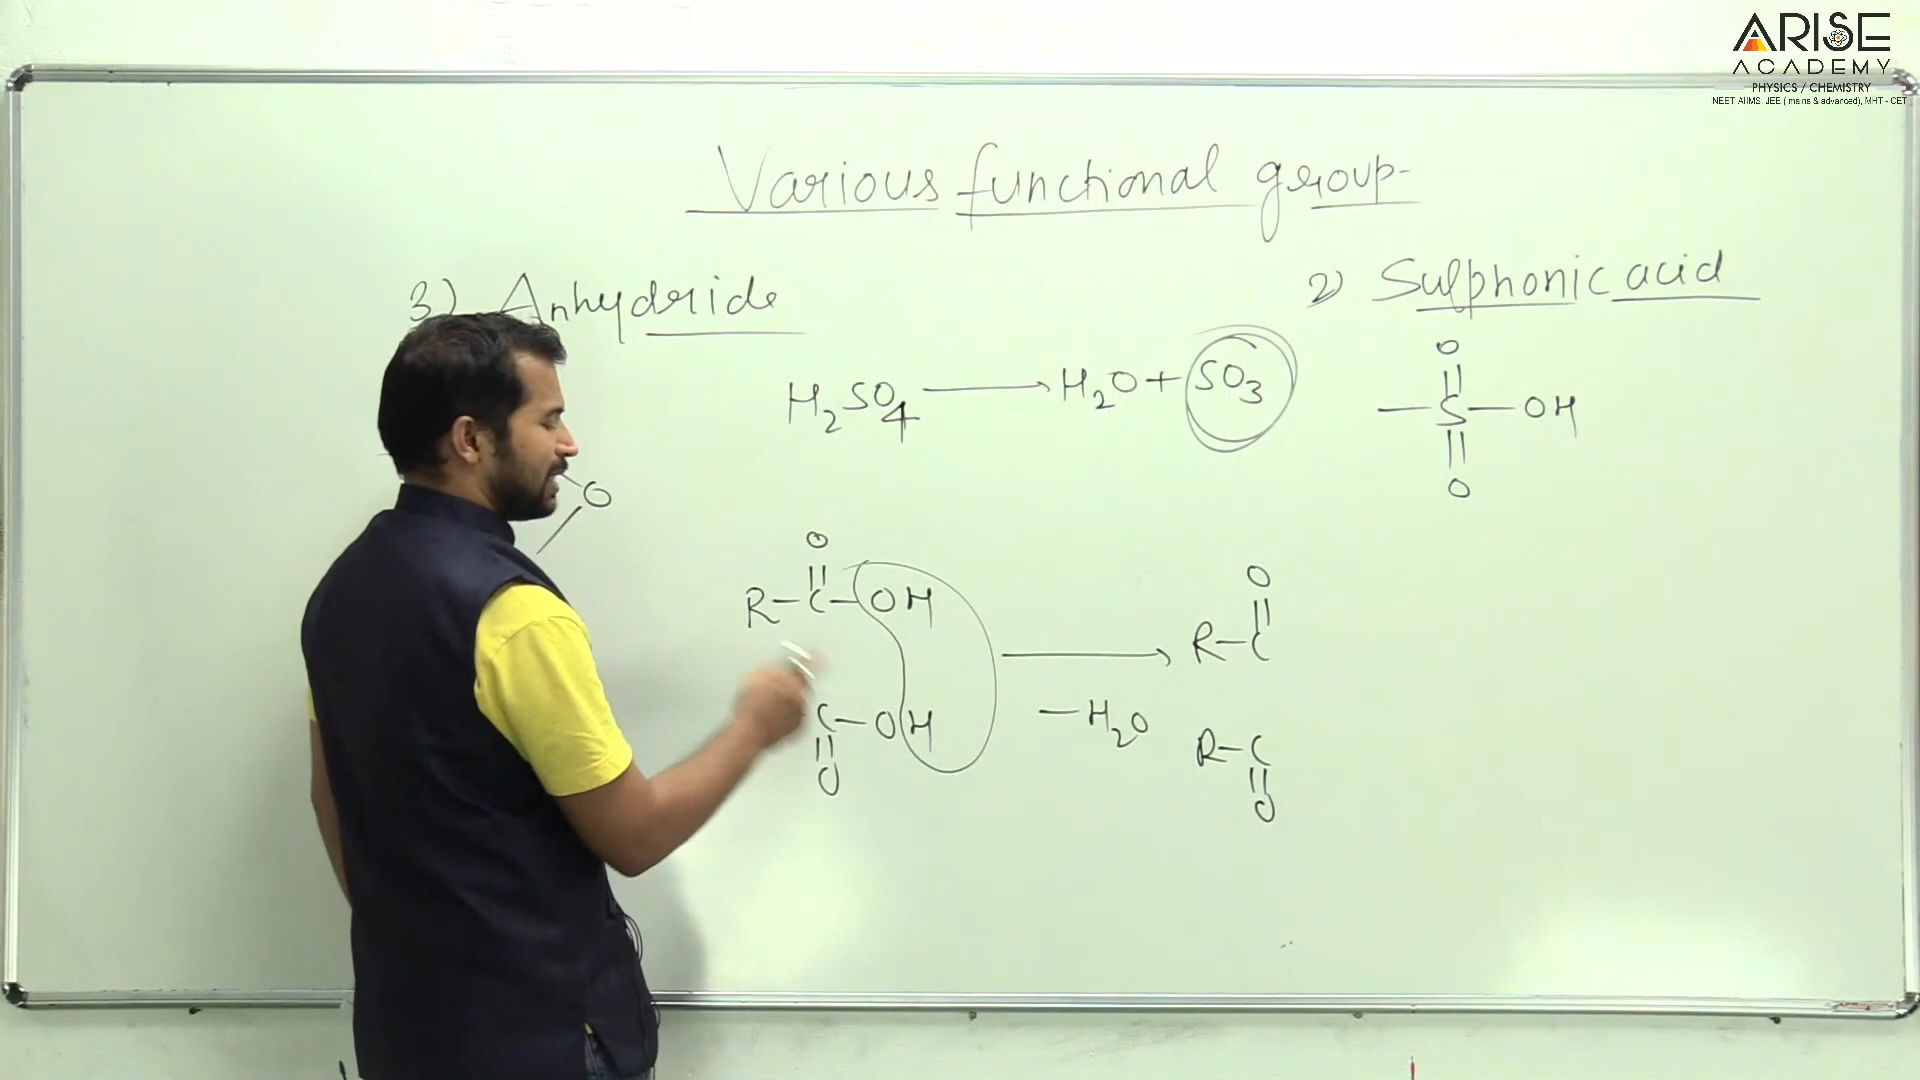 ARISE
ACADEMY
PHYSICS / CHEMISTRY
NEET AIIMS JEE ( mains & advanced), MHT - CET
Various functional group-
3) Anhydride
2) Sulphonic acid
H₂SO₄ ⟶ H₂O + SO₃
O
||
—S—OH
||
O
O
O
||
R—C—OH
C—OH
||
O
⟶
—H₂O
O
||
R—C
R—C
||
O